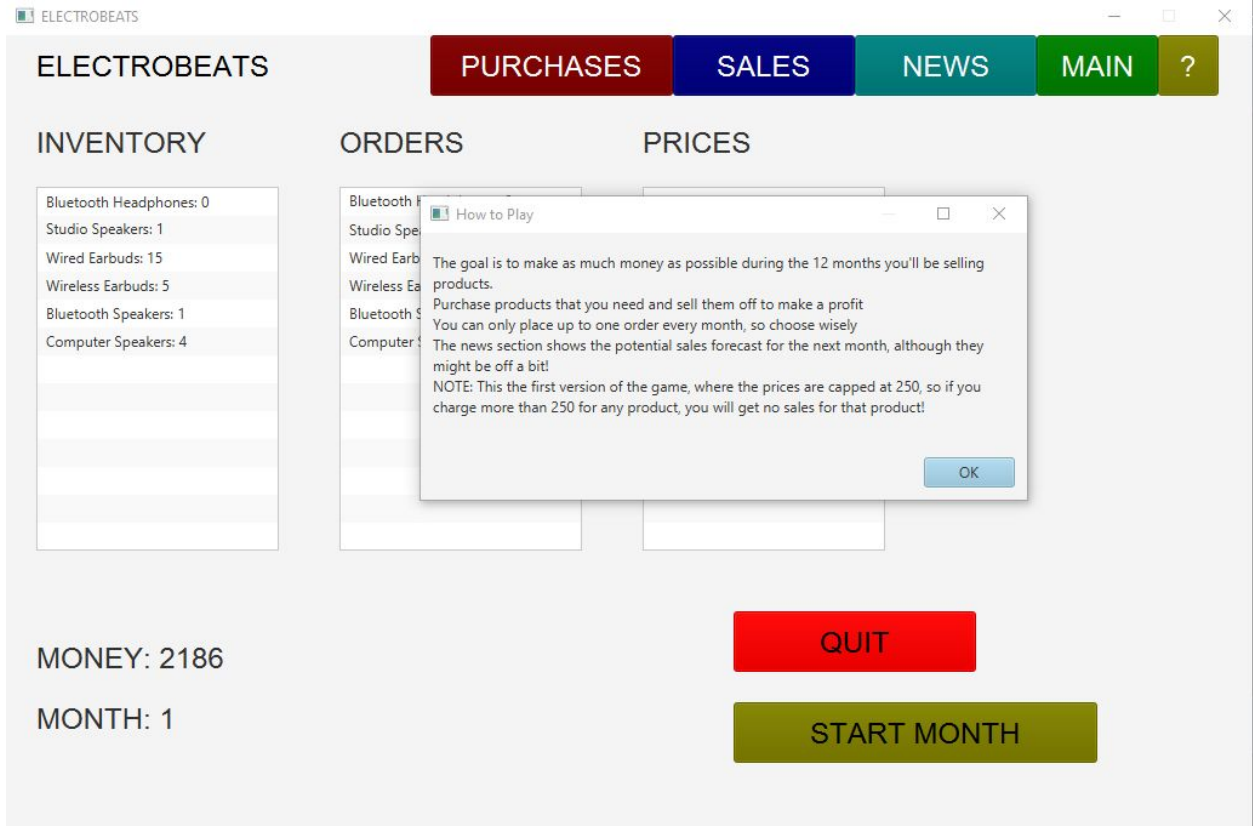 ELECTROBEATS
ELECTROBEATS
PURCHASES
SALES
NEWS
MAIN
?
INVENTORY
ORDERS
PRICES
Bluetooth Headphones: 0
Studio Speakers: 1
Wired Earbuds: 15
Wireless Earbuds: 5
Bluetooth Speakers: 1
Computer Speakers: 4
Bluetooth
Studio
Wired
Wireless
Bluetooth
Computer
How to Play
The goal is to make as much money as possible during the 12 months you'll be selling
products.
Purchase products that you need and sell them off to make a profit
You can only place up to one order every month, so choose wisely
The news section shows the potential sales forecast for the next month, although they
might be off a bit!
NOTE: This the first version of the game, where the prices are capped at 250, so if you
charge more than 250 for any product, you will get no sales for that product!
OK
MONEY: 2186
MONTH: 1
QUIT
START MONTH